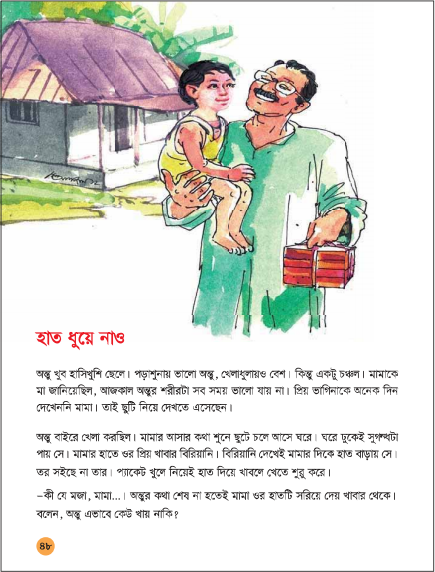 হাত ধুয়ে নাও
অন্তু খুব হাসিখুশি ছেলে। পড়াশুনায় ভালো অন্তু, খেলাধুলায়ও বেশ। কিন্তু একটু চঞ্চল। মামাকে
মা জানিয়েছিল, আজকাল অন্তুর শরীরটা সব সময় ভালো যায় না। প্রিয় ভাগিনাকে অনেক দিন
দেখেননি মামা। তাই ছুটি নিয়ে দেখতে এসেছেন।
অন্তু বাইরে খেলা করছিল। মামার আসার কথা শুনে ছুটে চলে আসে ঘরে। ঘরে ঢুকেই সুগন্ধটা
পায় সে। মামার হাতে ওর প্রিয় খাবার বিরিয়ানি। বিরিয়ানি দেখেই মামার দিকে হাত বাড়ায় সে।
তর সইছে না তার। প্যাকেট খুলে নিয়েই হাত দিয়ে খাবলে খেতে শুরু করে।
–কী যে মজা, মামা...। অন্তুর কথা শেষ না হতেই মামা ওর হাতটি সরিয়ে দেয় খাবার থেকে।
বলেন, অন্তু এভাবে কেউ খায় নাকি?
৪৮